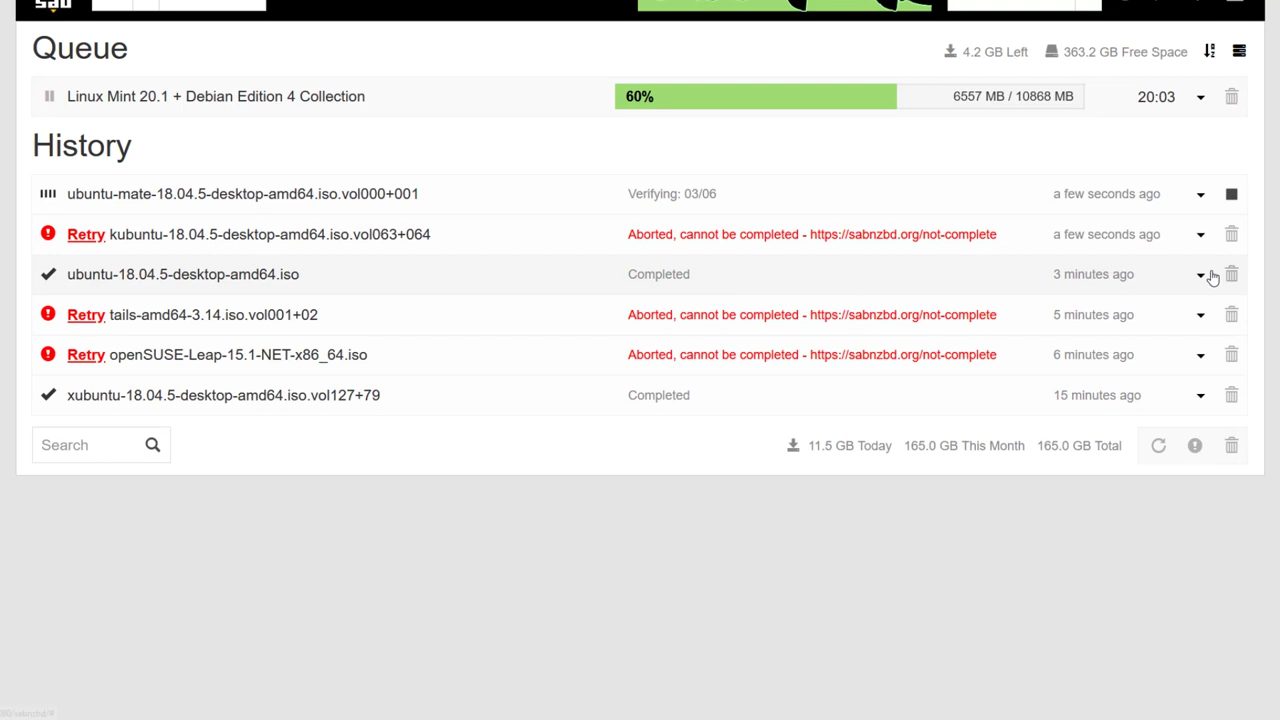 Queue
4.2 GB Left 363.2 GB Free Space
Linux Mint 20.1 + Debian Edition 4 Collection 60% 6557 MB / 10868 MB 20:03
History
ubuntu-mate-18.04.5-desktop-amd64.iso.vol000+001 Verifying: 03/06 a few seconds ago
Retry kubuntu-18.04.5-desktop-amd64.iso.vol063+064 Aborted, cannot be completed - https://sabnzbd.org/not-complete a few seconds ago
ubuntu-18.04.5-desktop-amd64.iso Completed 3 minutes ago
Retry tails-amd64-3.14.iso.vol001+02 Aborted, cannot be completed - https://sabnzbd.org/not-complete 5 minutes ago
Retry openSUSE-Leap-15.1-NET-x86_64.iso Aborted, cannot be completed - https://sabnzbd.org/not-complete 6 minutes ago
xubuntu-18.04.5-desktop-amd64.iso.vol127+79 Completed 15 minutes ago
Search 11.5 GB Today 165.0 GB This Month 165.0 GB Total